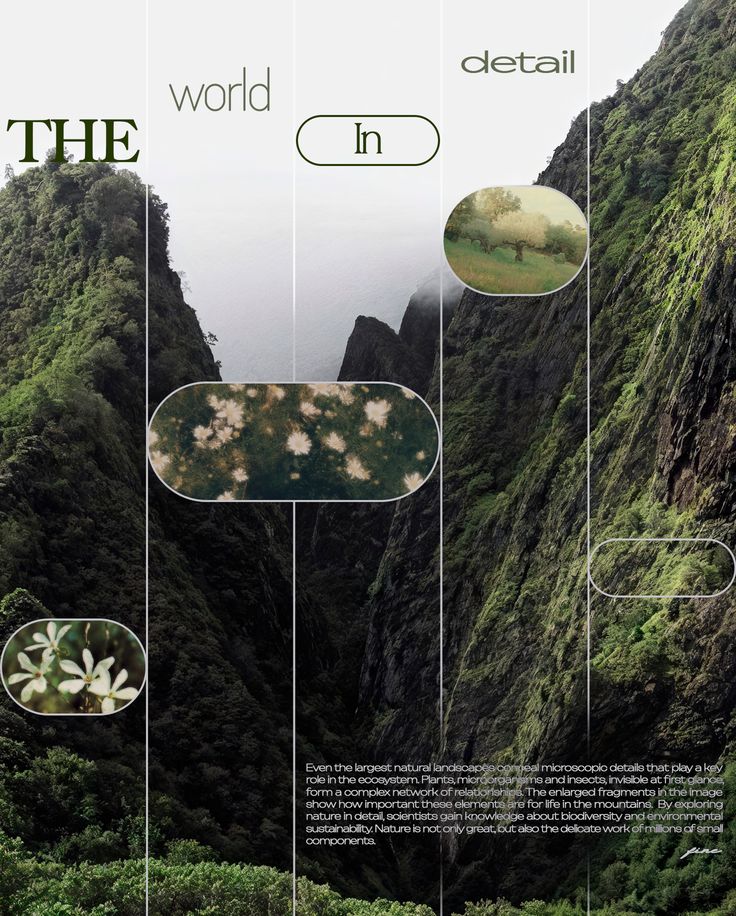 THE
world
In
detail
Even the largest natural landscapes conceal microscopic details that play a key
role in the ecosystem. Plants, microorganisms and insects, invisible at first glance,
form a complex network of relationships. The enlarged fragments in the image
show how important these elements are for life in the mountains. By exploring
nature in detail, scientists gain knowledge about biodiversity and environmental
sustainability. Nature is not only great, but also the delicate work of millions of small
components.